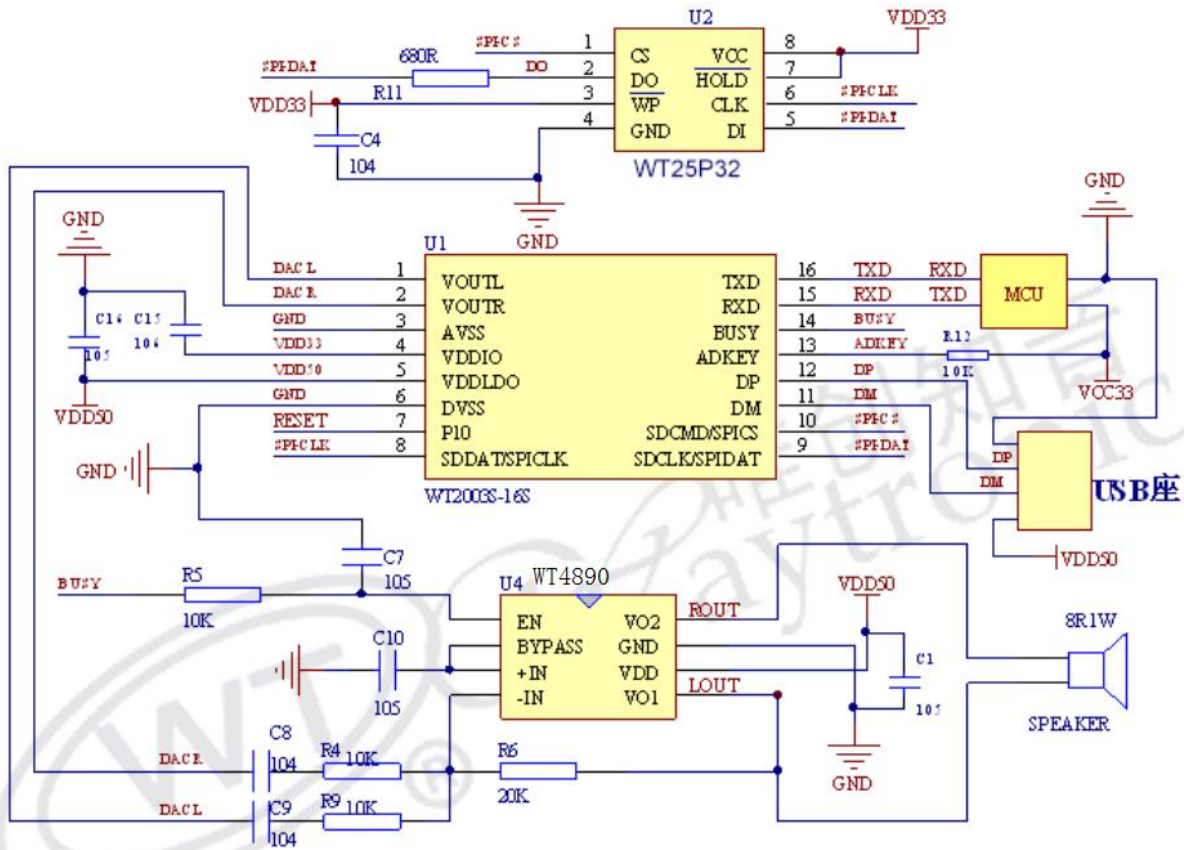 U2
VDD33
SPICS
1
CS
VCC
8
680R
SPIDAT
DO
2
DO
HOLD
7
R11
VDD33
3
WP
CLK
6
SPICLK
C4
104
4
GND
DI
5
SPIDAT
WT25P32
GND
GND
GND
U1
DACL
1
VOUTL
TXD
16
TXD
RXD
MCU
DACR
2
VOUTR
RXD
15
RXD
TXD
C15
106
105
GND
3
AVSS
BUSY
14
BUSY
VDD33
4
VDDIO
ADKEY
13
ADKEY
10K
VDD50
5
VDDLDO
DP
12
DP
VCC33
VDD50
GND
6
DVSS
DM
11
DM
RESET
7
P10
SDCMD/SPICS
10
SPICS
SPICLK
8
SDDAT/SPICLK
SDCLK/SPIDAT
9
SPIDAT
GND
DP
DM
USB座
WT2003S-16S
唯创知音
aytronic
VDD50
C7
105
BUSY
R5
10K
U4
WT4890
EN
VO2
ROUT
BYPASS
GND
+IN
VDD
-IN
VO1
LOUT
VDD50
C1
105
8R1W
SPEAKER
C10
105
GND
WT
®
DACR
C8
104
R4
10K
R6
20K
DACL
C9
104
R9
10K